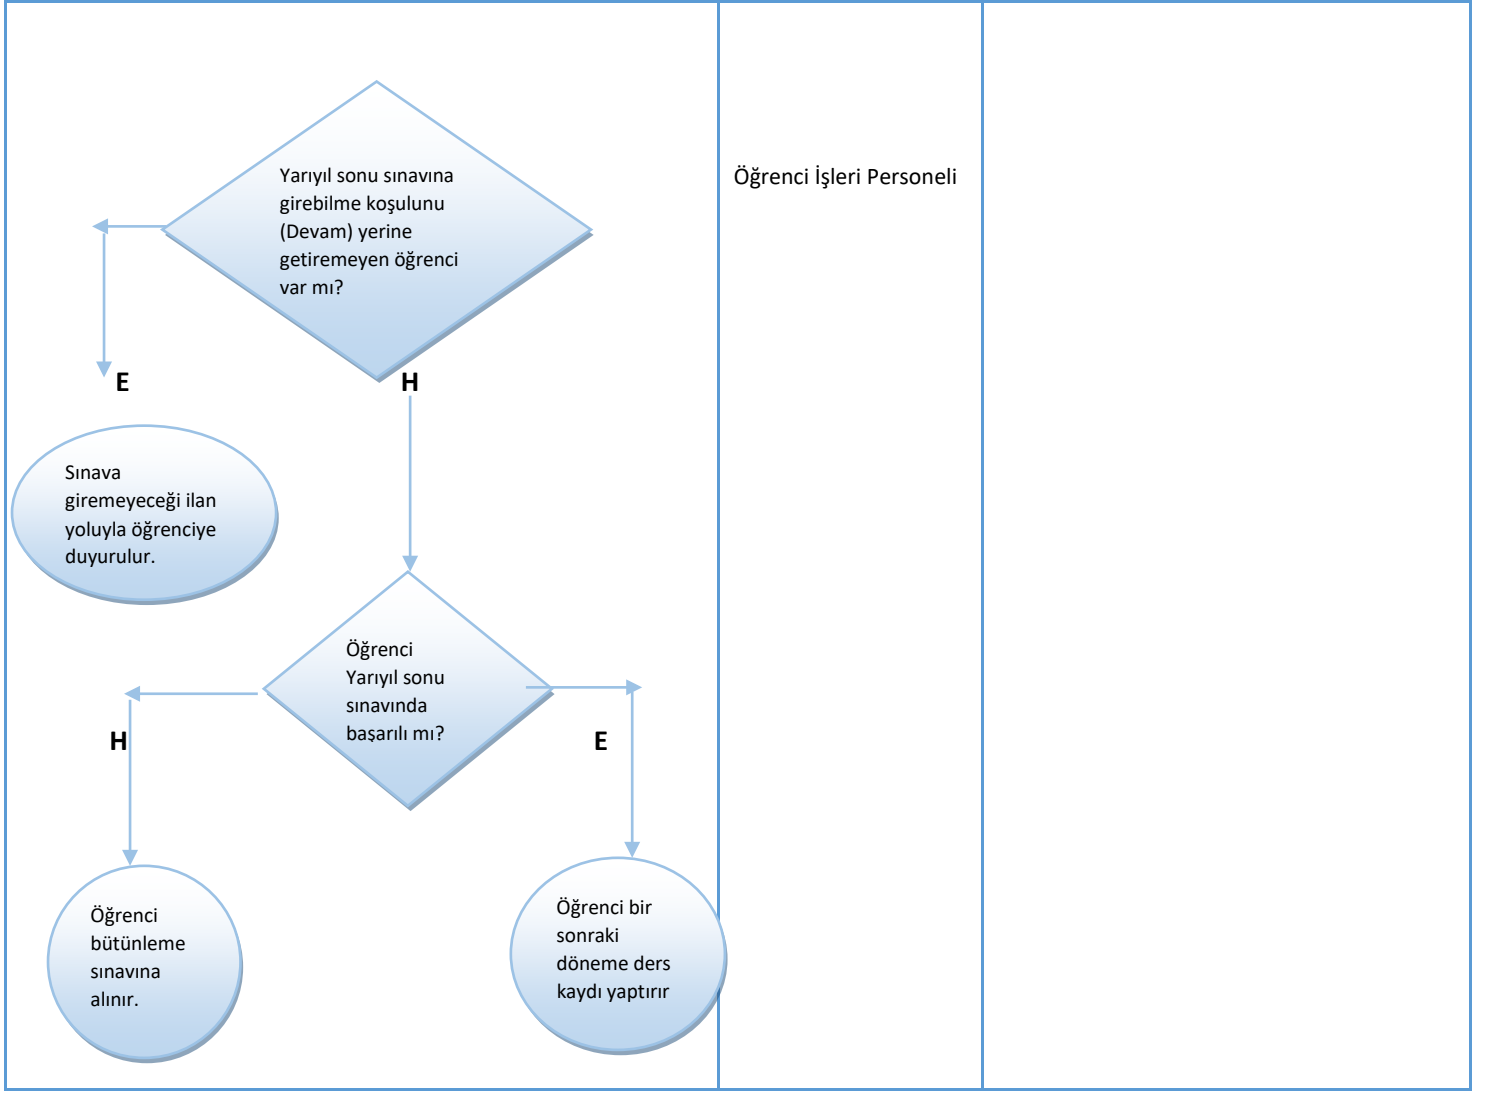 Yarıyıl sonu sınavına
girebilme koşulunu
(Devam) yerine
getiremeyen öğrenci
var mı?
Öğrenci İşleri Personeli
E
H
Sınava
giremeyeceği ilan
yoluyla öğrenciye
duyurulur.
Öğrenci
Yarıyıl sonu
sınavında
başarılı mı?
H
E
Öğrenci
bütünleme
sınavına
alınır.
Öğrenci bir
sonraki
döneme ders
kaydı yaptırır